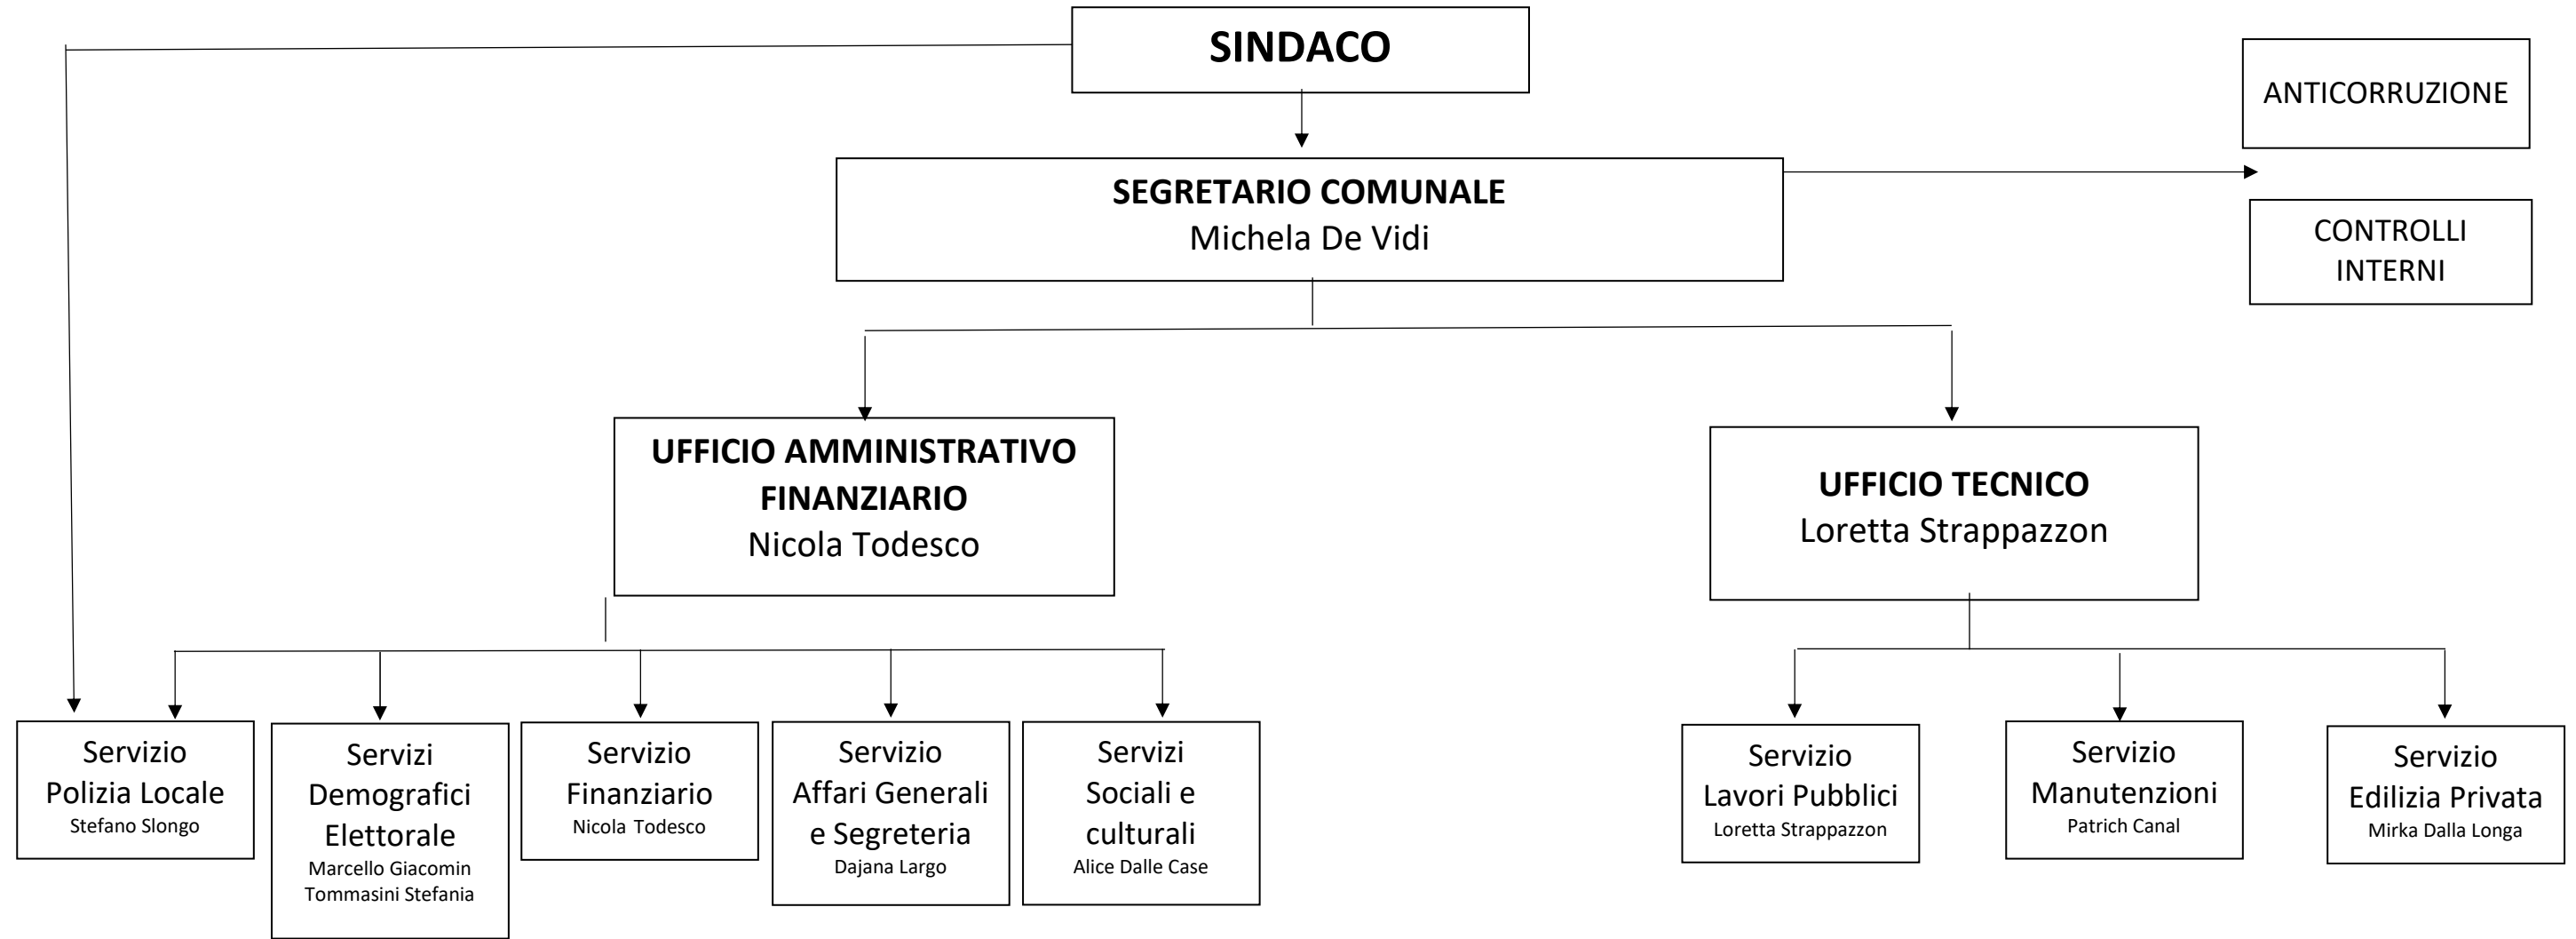 SINDACO
ANTICORRUZIONE
SEGRETARIO COMUNALE
Michela De Vidi
CONTROLLI
INTERNI
UFFICIO AMMINISTRATIVO
FINANZIARIO
Nicola Todesco
UFFICIO TECNICO
Loretta Strappazzon
Servizio
Polizia Locale
Stefano Slongo
Servizi
Demografici
Elettorale
Marcello Giacomin
Tommasini Stefania
Servizio
Finanziario
Nicola Todesco
Servizio
Affari Generali
e Segreteria
Dajana Largo
Servizi
Sociali e
culturali
Alice Dalle Case
Servizio
Lavori Pubblici
Loretta Strappazzon
Servizio
Manutenzioni
Patrich Canal
Servizio
Edilizia Privata
Mirka Dalla Longa